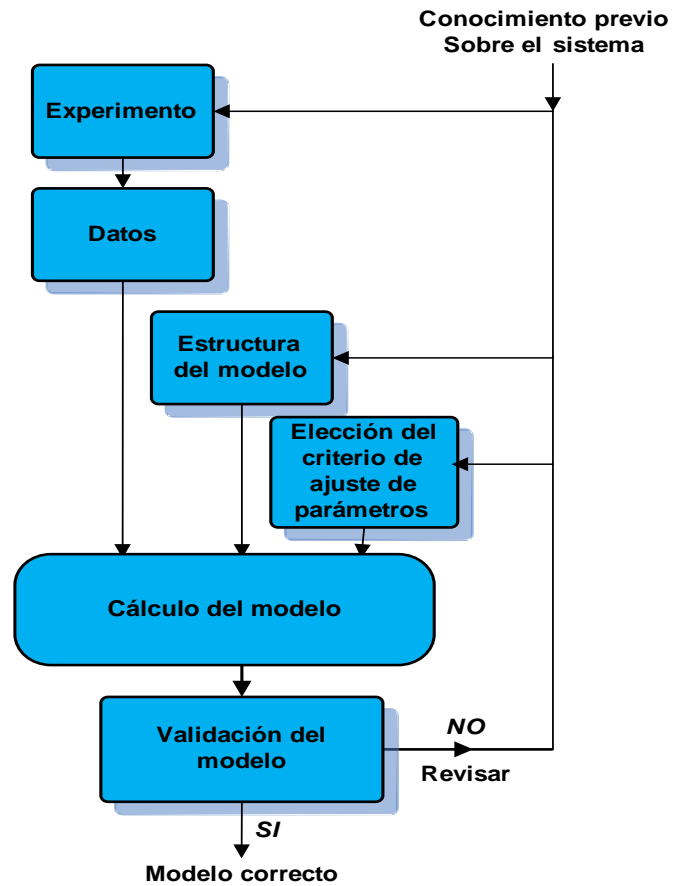 Conocimiento previo
Sobre el sistema
Experimento
Datos
Estructura
del modelo
Elección del
criterio de
ajuste de
parámetros
Cálculo del modelo
Validación del
modelo
NO
Revisar
SI
Modelo correcto